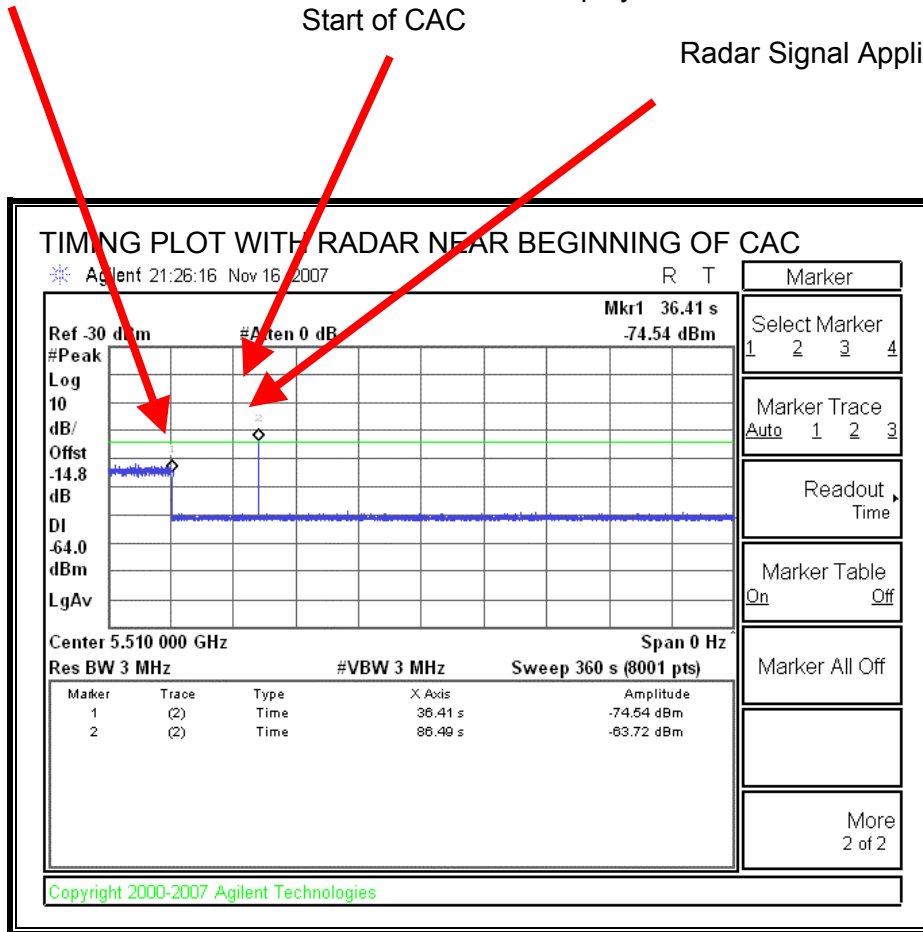 Start of CAC
Radar Signal Appli
TIMING PLOT WITH RADAR NEAR BEGINNING OF CAC
Agilent 21:26:16 Nov 16, 2007 R T
Mkr1 36.41 s
Ref -30 dBm #Atten 0 dB -74.54 dBm
#Peak
Log
10
dB/
Offst
-14.8
dB
DI
-64.0
dBm
LgAv
1
2
Center 5.510 000 GHz Span 0 Hz
Res BW 3 MHz #VBW 3 MHz Sweep 360 s (8001 pts)
Marker Trace Type X Axis Amplitude
1 (2) Time 36.41 s -74.54 dBm
2 (2) Time 86.49 s -63.72 dBm
Copyright 2000-2007 Agilent Technologies
Marker
Select Marker
1 2 3 4
Marker Trace
Auto 1 2 3
Readout
Time
Marker Table
On Off
Marker All Off
More
2 of 2